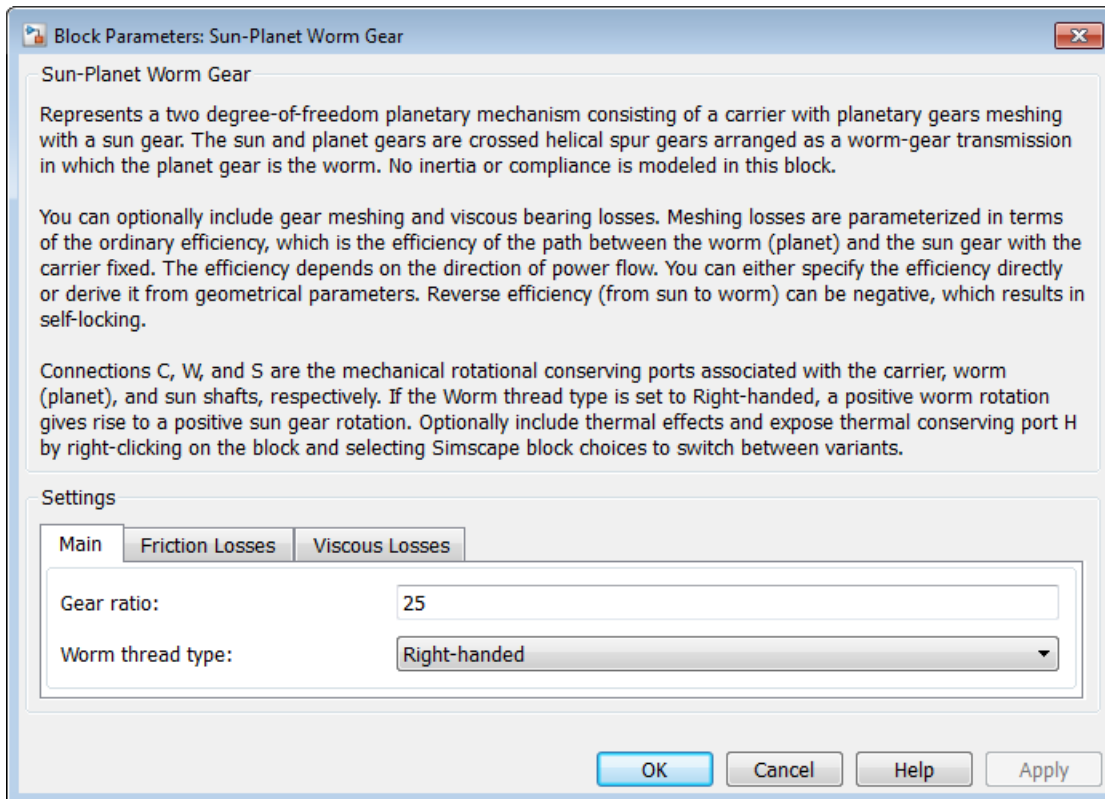 Block Parameters: Sun-Planet Worm Gear
Sun-Planet Worm Gear
Represents a two degree-of-freedom planetary mechanism consisting of a carrier with planetary gears meshing
with a sun gear. The sun and planet gears are crossed helical spur gears arranged as a worm-gear transmission
in which the planet gear is the worm. No inertia or compliance is modeled in this block.
You can optionally include gear meshing and viscous bearing losses. Meshing losses are parameterized in terms
of the ordinary efficiency, which is the efficiency of the path between the worm (planet) and the sun gear with the
carrier fixed. The efficiency depends on the direction of power flow. You can either specify the efficiency directly
or derive it from geometrical parameters. Reverse efficiency (from sun to worm) can be negative, which results in
self-locking.
Connections C, W, and S are the mechanical rotational conserving ports associated with the carrier, worm
(planet), and sun shafts, respectively. If the Worm thread type is set to Right-handed, a positive worm rotation
gives rise to a positive sun gear rotation. Optionally include thermal effects and expose thermal conserving port H
by right-clicking on the block and selecting Simscape block choices to switch between variants.
Settings
Main Friction Losses Viscous Losses
Gear ratio: 25
Worm thread type: Right-handed
OK Cancel Help Apply